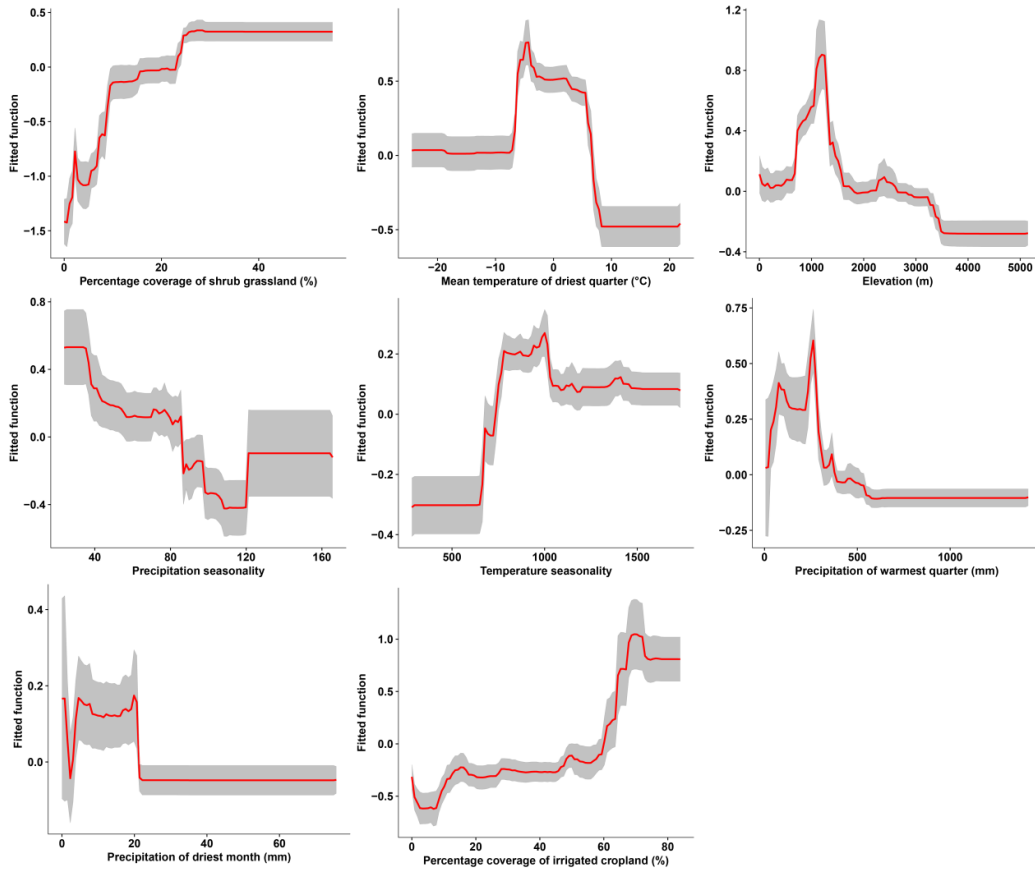 Fitted function
0.5
0.0
−0.5
−1.0
−1.5
0 20 40
Percentage coverage of shrub grassland (%)
Fitted function
0.5
0.0
−0.5
−20 −10 0 10 20
Mean temperature of driest quarter (°C)
Fitted function
1.2
0.8
0.4
0.0
−0.4
0 1000 2000 3000 4000 5000
Elevation (m)
Fitted function
0.8
0.4
0.0
−0.4
40 80 120 160
Precipitation seasonality
Fitted function
0.2
0.0
−0.2
−0.4
500 1000 1500
Temperature seasonality
Fitted function
0.75
0.50
0.25
0.00
−0.25
0 500 1000
Precipitation of warmest quarter (mm)
Fitted function
0.4
0.2
0.0
0 20 40 60
Precipitation of driest month (mm)
Fitted function
1.0
0.5
0.0
−0.5
0 20 40 60 80
Percentage coverage of irrigated cropland (%)